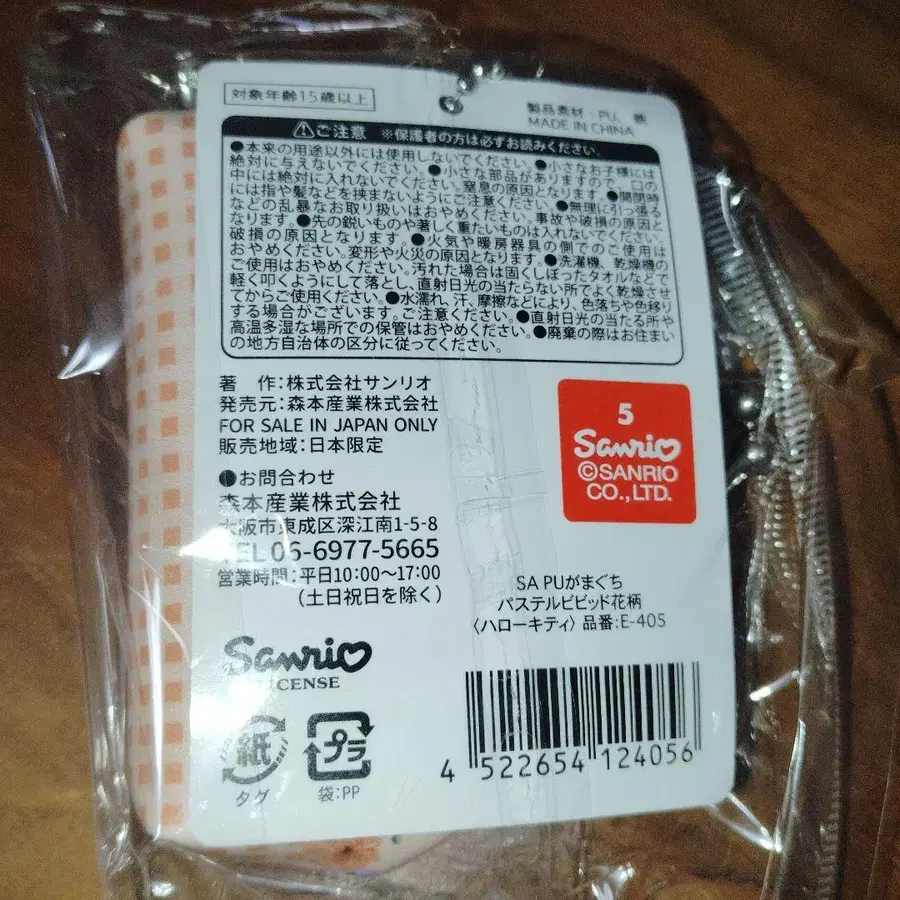 対象年齢15歳以上
製品素材：PU、鉄
MADE IN CHINA
⚠ご注意 ※保護者の方は必ずお読みください。
●本来の用途以外には使用しないでください。●小さなお子様には
絶対に与えないでください。●小さな部品がありますので、口の
中には絶対に入れないでください。窒息の原因となります。●開閉時
には指や髪などを挟まないようにご注意ください。●無理に引っ張る
などの乱暴なお取り扱いはおやめください。事故や破損の原因と
なります。●先の鋭いものや著しく重たいものは入れないでください。
破損の原因となります。●火気や暖房器具の側でのご使用は
おやめください。変形や火災の原因となります。●洗濯機、乾燥機の
ご使用はおやめください。汚れた場合は固くしぼったタオルなどで
軽く叩くようにして落とし、直射日光の当たらない所でよく乾燥させ
てからご使用ください。●水濡れ、汗、摩擦などにより、色落ちや色移り
する場合がございます。ご注意ください。●直射日光の当たる所や
高温多湿な場所での保管はおやめください。●廃棄の際はお住まい
の地方自治体の区分に従ってください。
著 作：株式会社サンリオ
発売元：森本産業株式会社
FOR SALE IN JAPAN ONLY
販売地域：日本限定
●お問合わせ
森本産業株式会社
大阪市東成区深江南1-5-8
TEL 06-6977-5665
営業時間：平日10:00〜17:00
（土日祝日を除く）
5
Sanrio
©SANRIO
CO., LTD.
SA PUがまぐち
パステルビビッド花柄
〈ハローキティ〉品番：E-405
Sanrio
LICENSE
紙
タグ
プラ
袋：PP
4 522654 124056